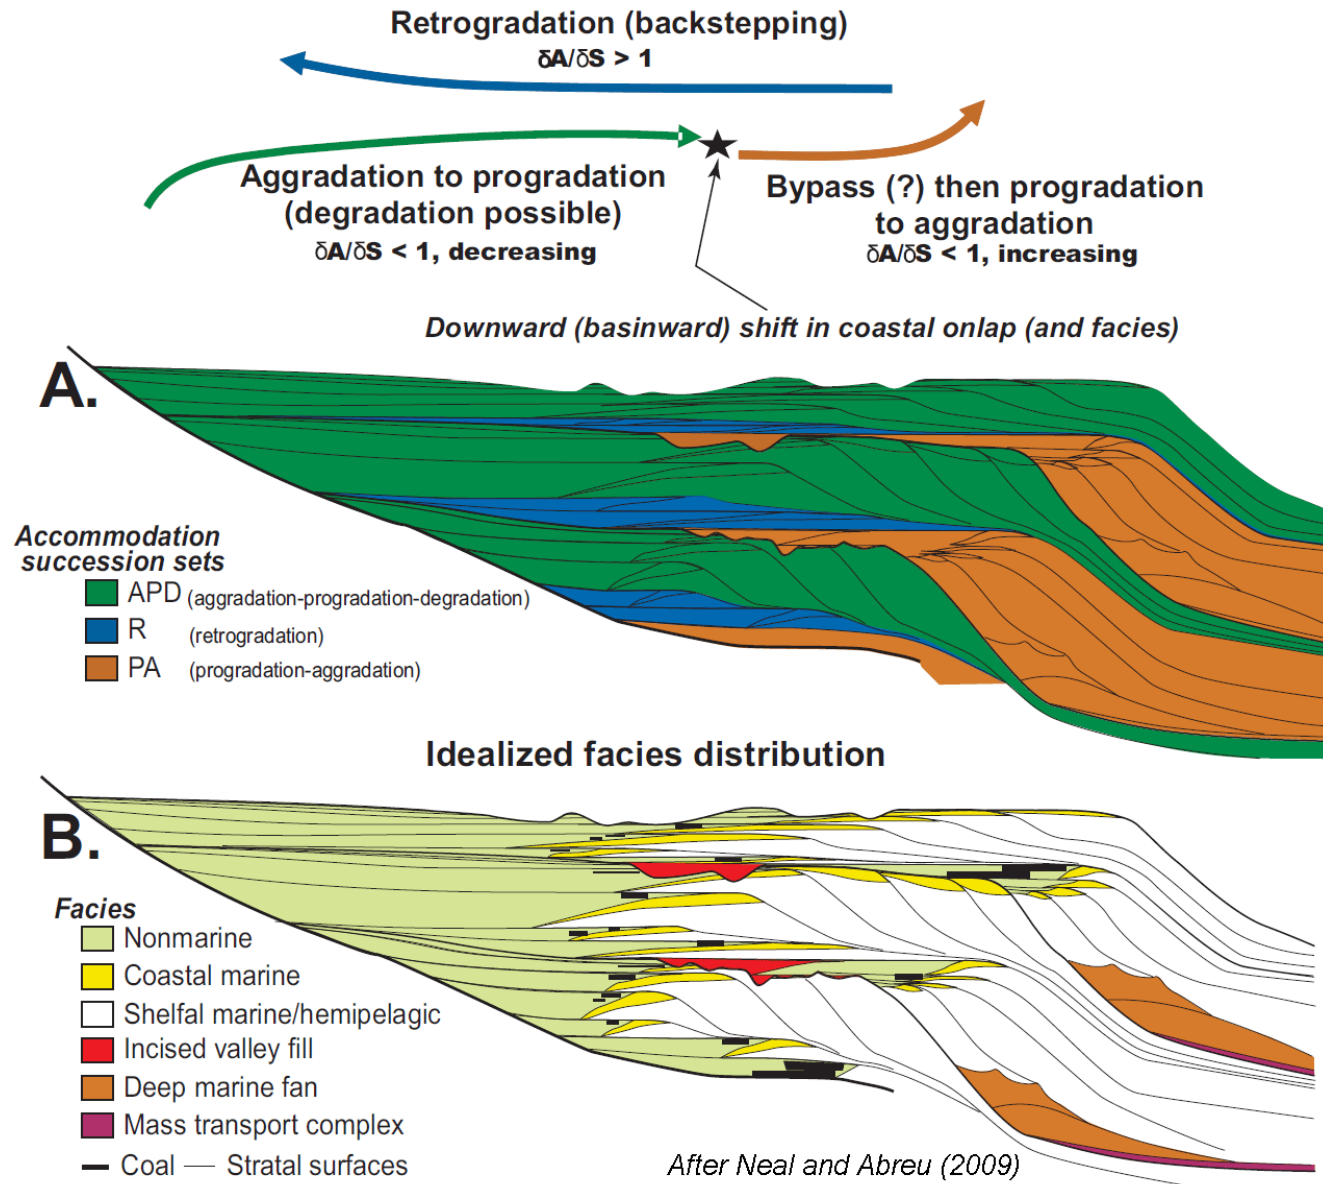 Retrogradation (backstepping)
δA/δS > 1
Aggradation to progradation
(degradation possible)
δA/δS < 1, decreasing
Bypass (?) then progradation
to aggradation
δA/δS < 1, increasing
Downward (basinward) shift in coastal onlap (and facies)
A.
Accommodation
succession sets
APD (aggradation-progradation-degradation)
R (retrogradation)
PA (progradation-aggradation)
Idealized facies distribution
B.
Facies
Nonmarine
Coastal marine
Shelfal marine/hemipelagic
Incised valley fill
Deep marine fan
Mass transport complex
Coal — Stratal surfaces
After Neal and Abreu (2009)